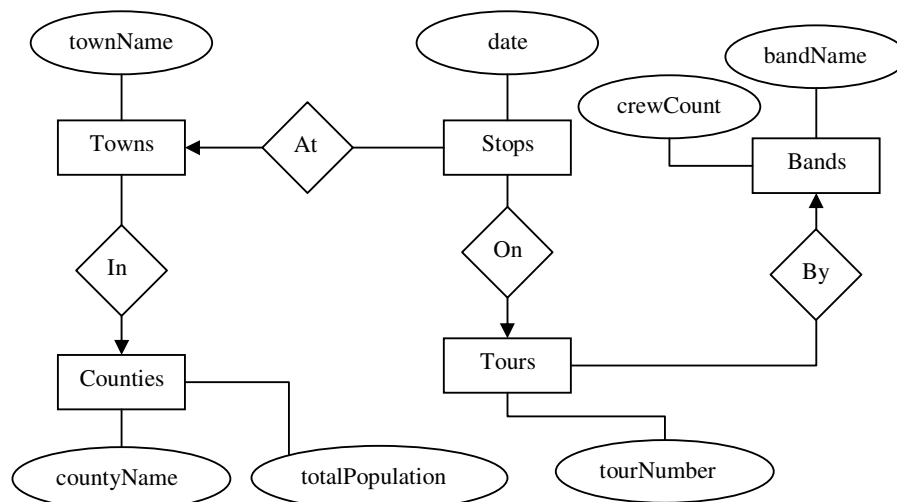 townName
date
bandName
crewCount
Towns
At
Stops
Bands
In
On
By
Counties
Tours
countyName
totalPopulation
tourNumber